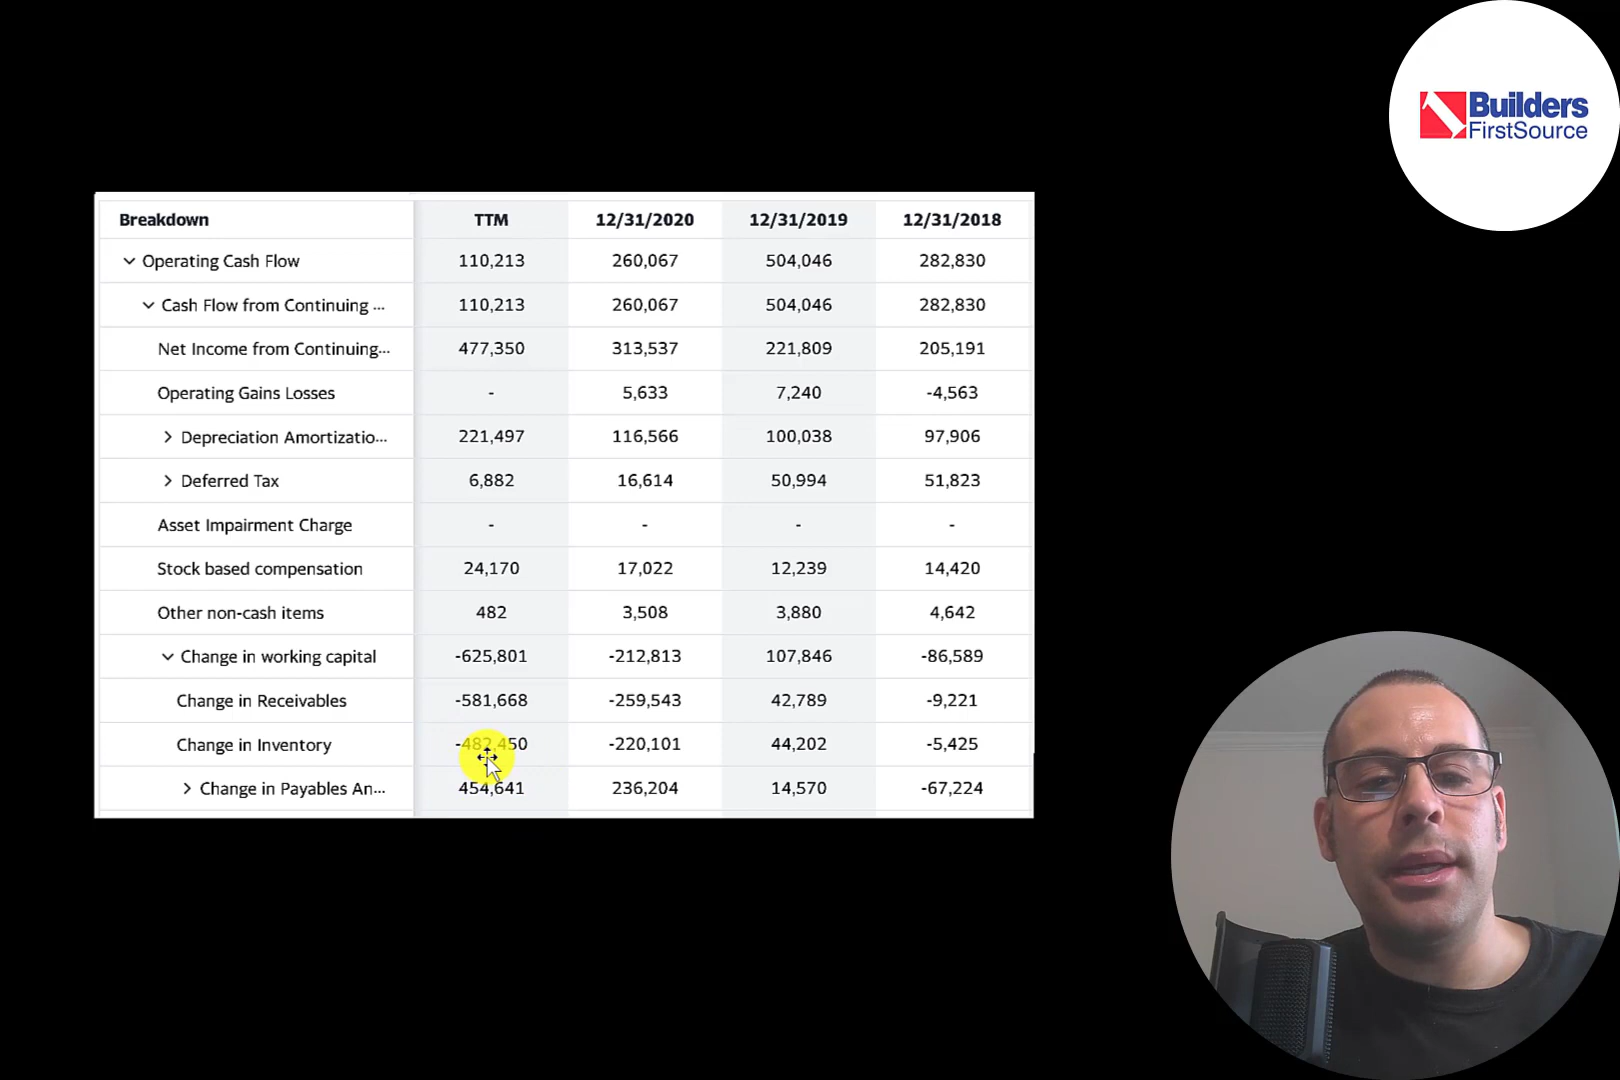 Builders
FirstSource
Breakdown TTM 12/31/2020 12/31/2019 12/31/2018
Operating Cash Flow 110,213 260,067 504,046 282,830
Cash Flow from Continuing ... 110,213 260,067 504,046 282,830
Net Income from Continuing... 477,350 313,537 221,809 205,191
Operating Gains Losses - 5,633 7,240 -4,563
Depreciation Amortizatio... 221,497 116,566 100,038 97,906
Deferred Tax 6,882 16,614 50,994 51,823
Asset Impairment Charge - - - -
Stock based compensation 24,170 17,022 12,239 14,420
Other non-cash items 482 3,508 3,880 4,642
Change in working capital -625,801 -212,813 107,846 -86,589
Change in Receivables -581,668 -259,543 42,789 -9,221
Change in Inventory -482,450 -220,101 44,202 -5,425
Change in Payables An... 454,641 236,204 14,570 -67,224